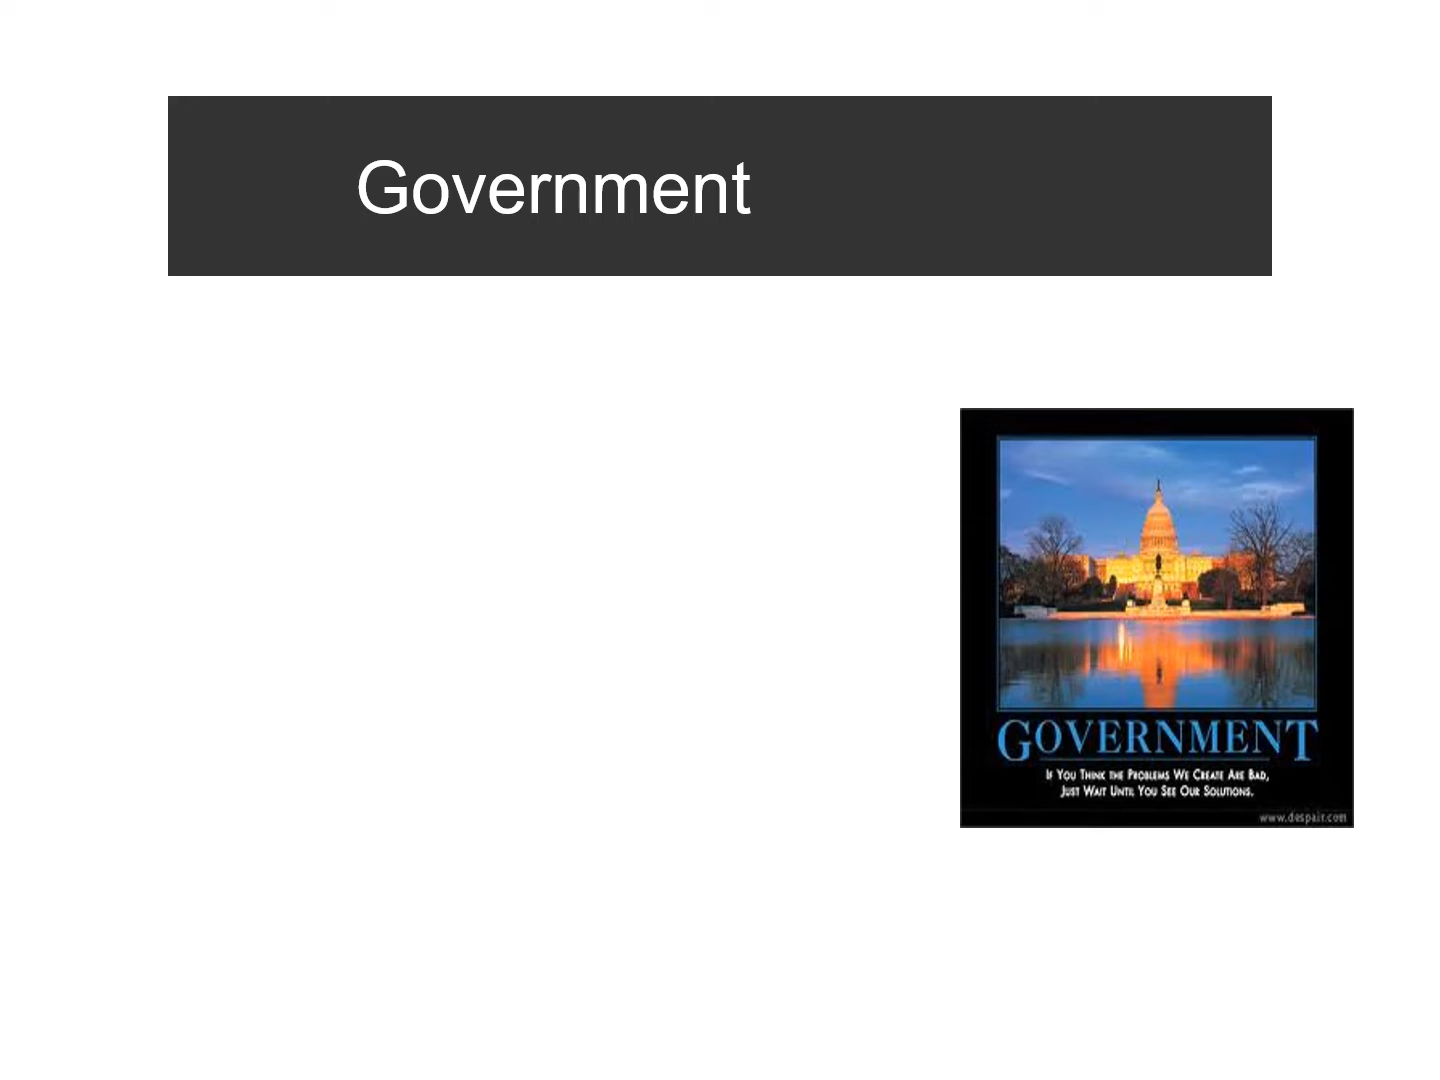 Government
GOVERNMENT
IF YOU THINK THE PROBLEMS WE CREATE ARE BAD,
JUST WAIT UNTIL YOU SEE OUR SOLUTIONS.
www.despair.com